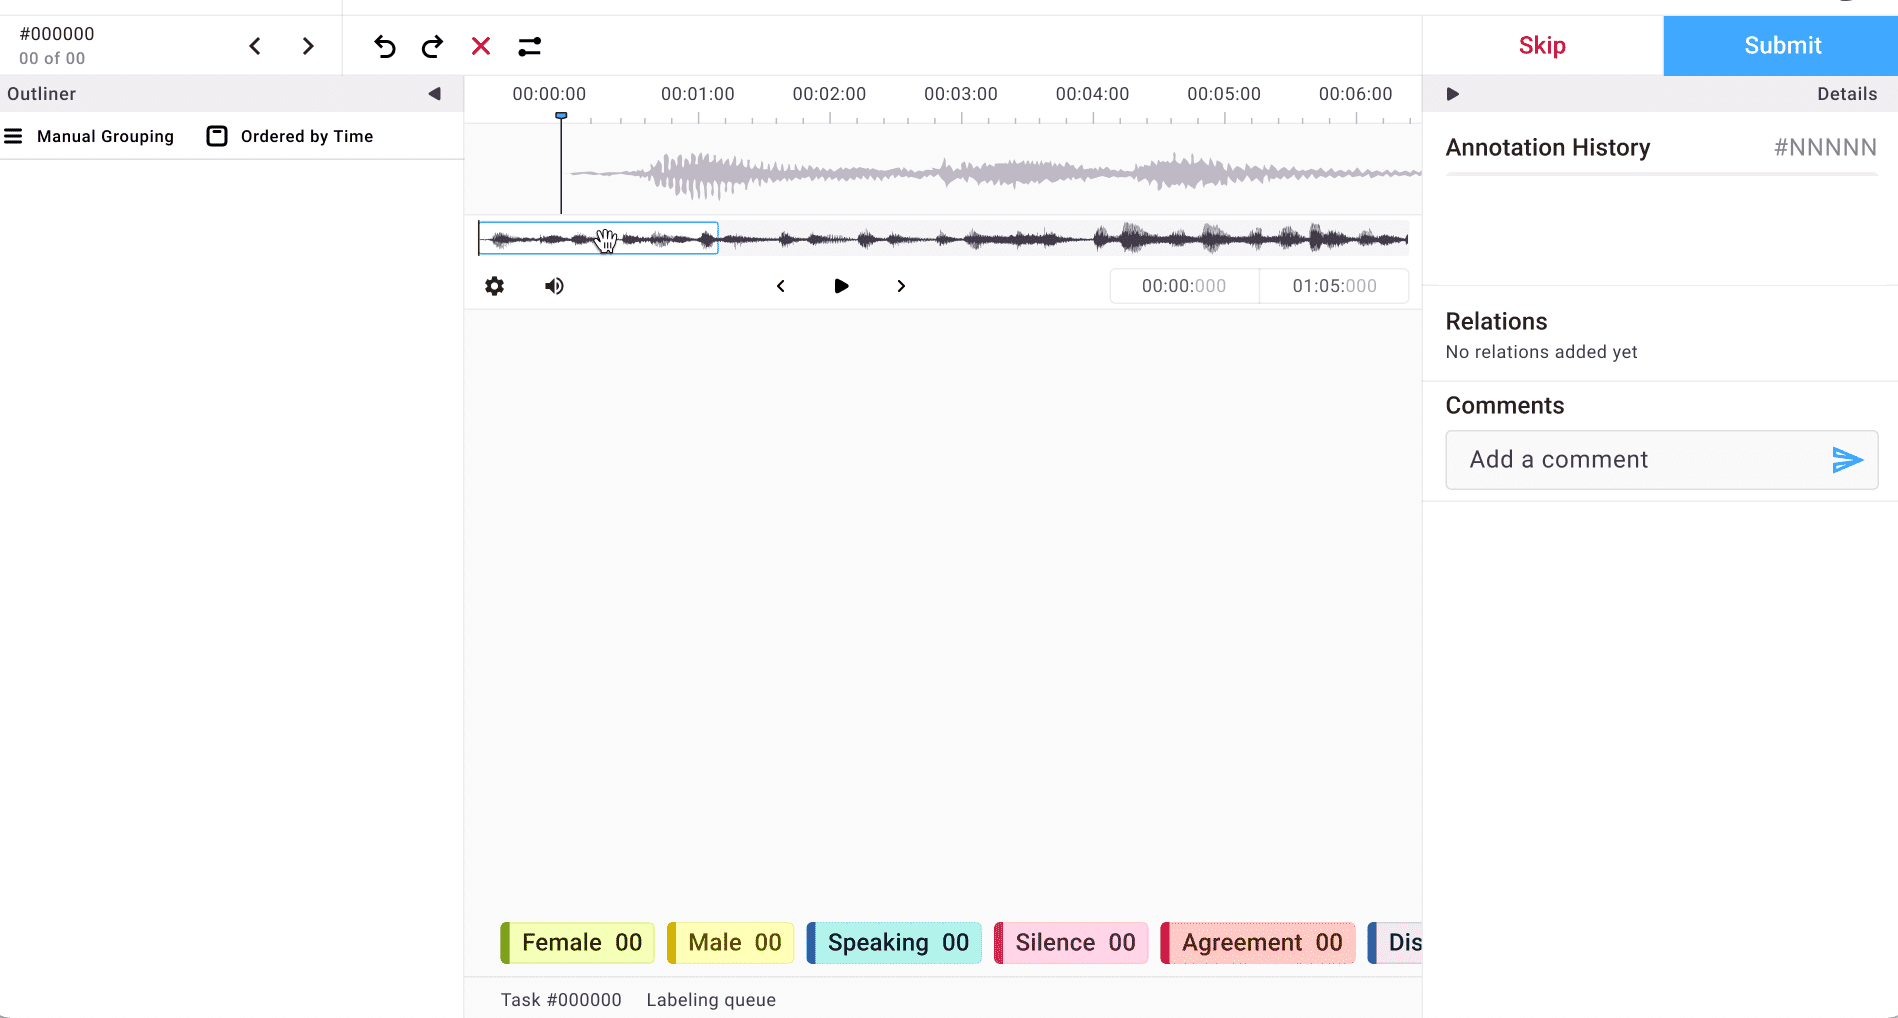 #000000
00 of 00
Skip
Submit
Outliner
00:00:00 00:01:00 00:02:00 00:03:00 00:04:00 00:05:00 00:06:00
Details
Manual Grouping Ordered by Time
Annotation History #NNNNN
00:00:000 01:05:000
Relations
No relations added yet
Comments
Add a comment
Female 00 Male 00 Speaking 00 Silence 00 Agreement 00 Dis
Task #000000 Labeling queue